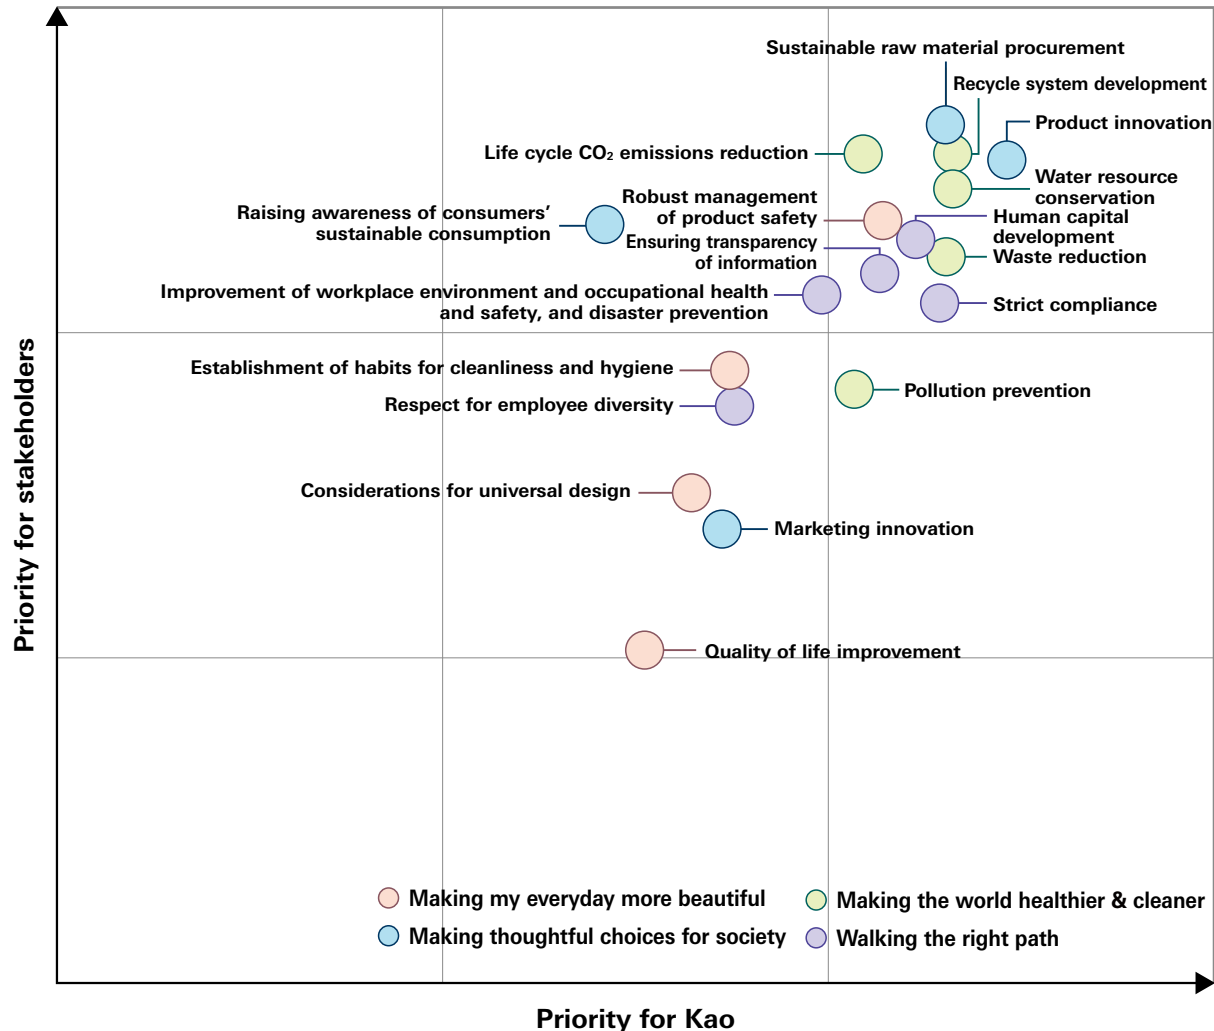 Sustainable raw material procurement
Recycle system development
Product innovation
Life cycle CO₂ emissions reduction
Water resource
conservation
Robust management
of product safety
Raising awareness of consumers’
sustainable consumption
Human capital
development
Ensuring transparency
of information
Waste reduction
Improvement of workplace environment and occupational health
and safety, and disaster prevention
Strict compliance
Establishment of habits for cleanliness and hygiene
Pollution prevention
Respect for employee diversity
Considerations for universal design
Marketing innovation
Quality of life improvement
Priority for stakeholders
Making my everyday more beautiful
Making the world healthier & cleaner
Making thoughtful choices for society
Walking the right path
Priority for Kao